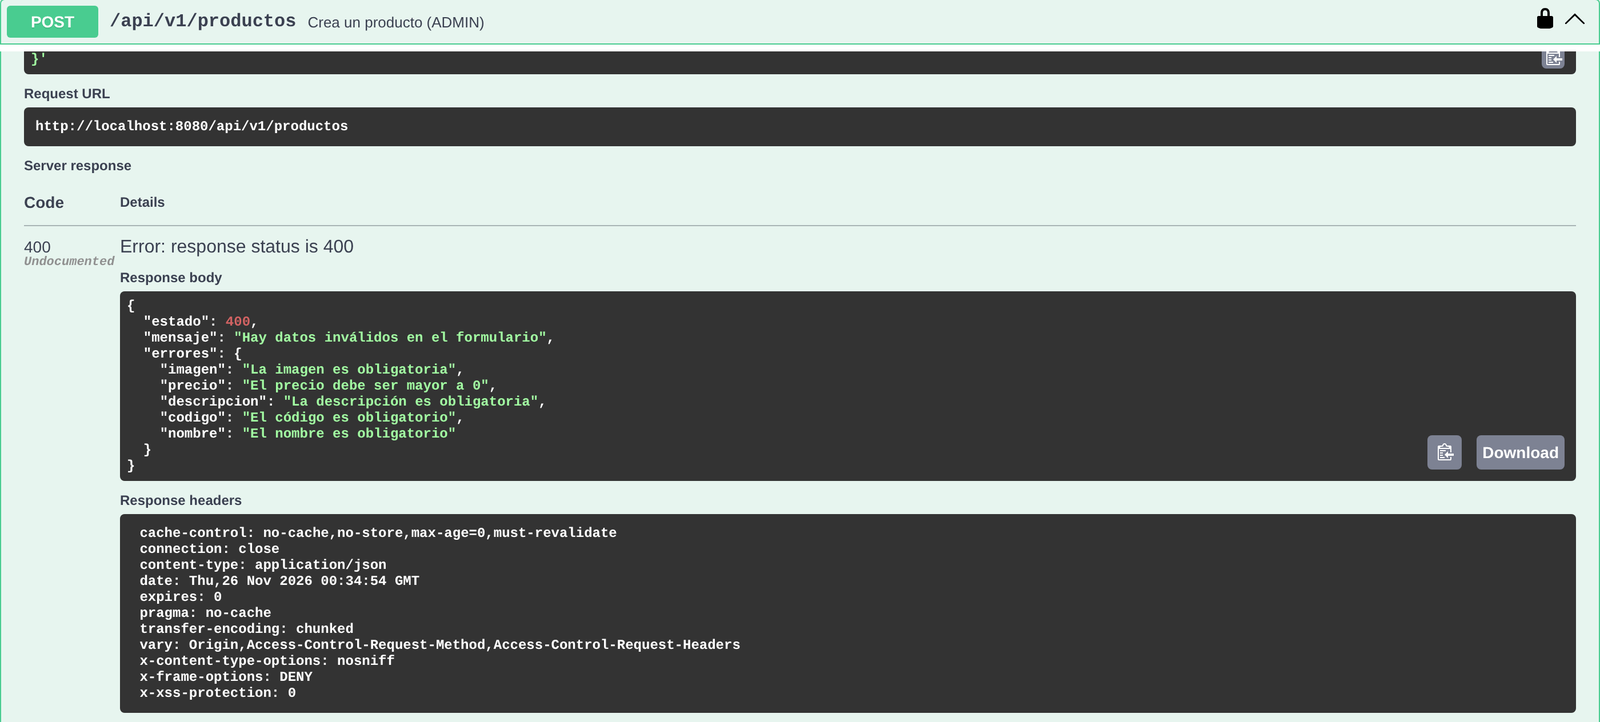 POST /api/v1/productos Crea un producto (ADMIN)
}'
Request URL
http://localhost:8080/api/v1/productos
Server response
Code Details
400 Error: response status is 400
Undocumented
Response body
{
  "estado": 400,
  "mensaje": "Hay datos inválidos en el formulario",
  "errores": {
    "imagen": "La imagen es obligatoria",
    "precio": "El precio debe ser mayor a 0",
    "descripcion": "La descripción es obligatoria",
    "codigo": "El código es obligatorio",
    "nombre": "El nombre es obligatorio"
  }
}
Download
Response headers
cache-control: no-cache,no-store,max-age=0,must-revalidate
connection: close
content-type: application/json
date: Thu,26 Nov 2026 00:34:54 GMT
expires: 0
pragma: no-cache
transfer-encoding: chunked
vary: Origin,Access-Control-Request-Method,Access-Control-Request-Headers
x-content-type-options: nosniff
x-frame-options: DENY
x-xss-protection: 0